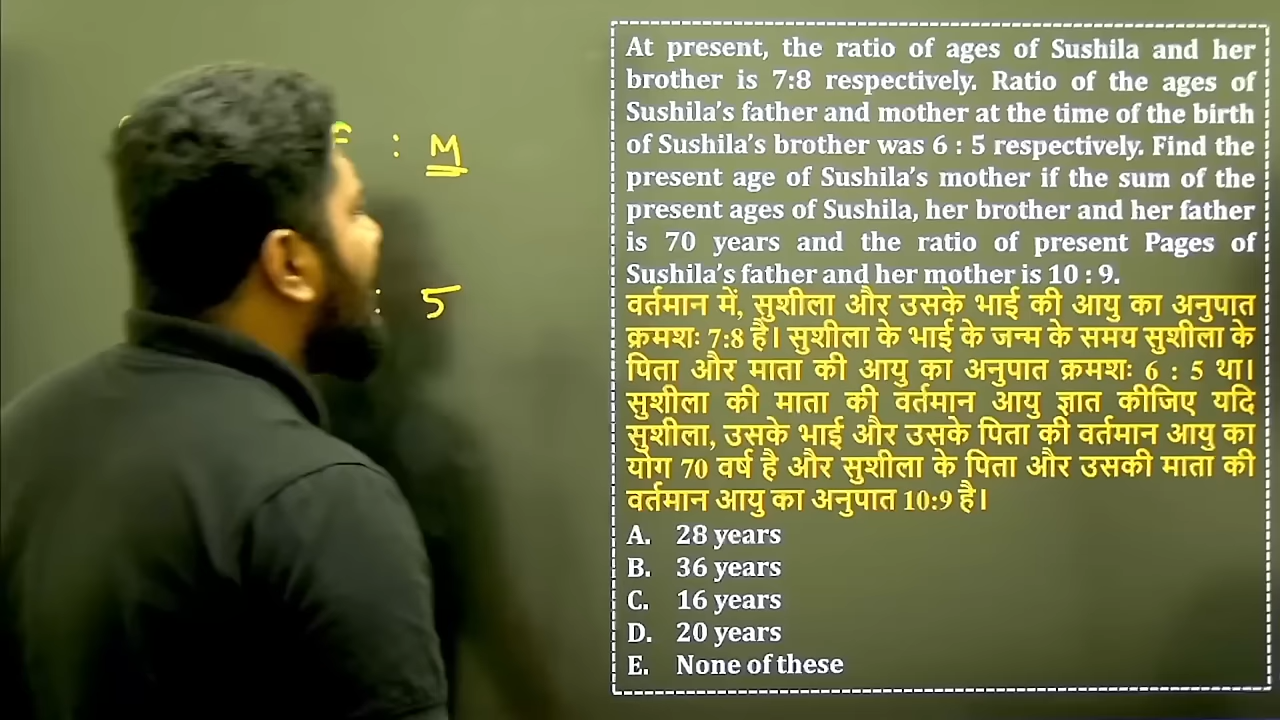 F : M
: 5
At present, the ratio of ages of Sushila and her
brother is 7:8 respectively. Ratio of the ages of
Sushila’s father and mother at the time of the birth
of Sushila’s brother was 6 : 5 respectively. Find the
present age of Sushila’s mother if the sum of the
present ages of Sushila, her brother and her father
is 70 years and the ratio of present Pages of
Sushila’s father and her mother is 10 : 9.
वर्तमान में, सुशीला और उसके भाई की आयु का अनुपात
क्रमशः 7:8 है। सुशीला के भाई के जन्म के समय सुशीला के
पिता और माता की आयु का अनुपात क्रमशः 6 : 5 था।
सुशीला की माता की वर्तमान आयु ज्ञात कीजिए यदि
सुशीला, उसके भाई और उसके पिता की वर्तमान आयु का
योग 70 वर्ष है और सुशीला के पिता और उसकी माता की
वर्तमान आयु का अनुपात 10:9 है।
A. 28 years
B. 36 years
C. 16 years
D. 20 years
E. None of these